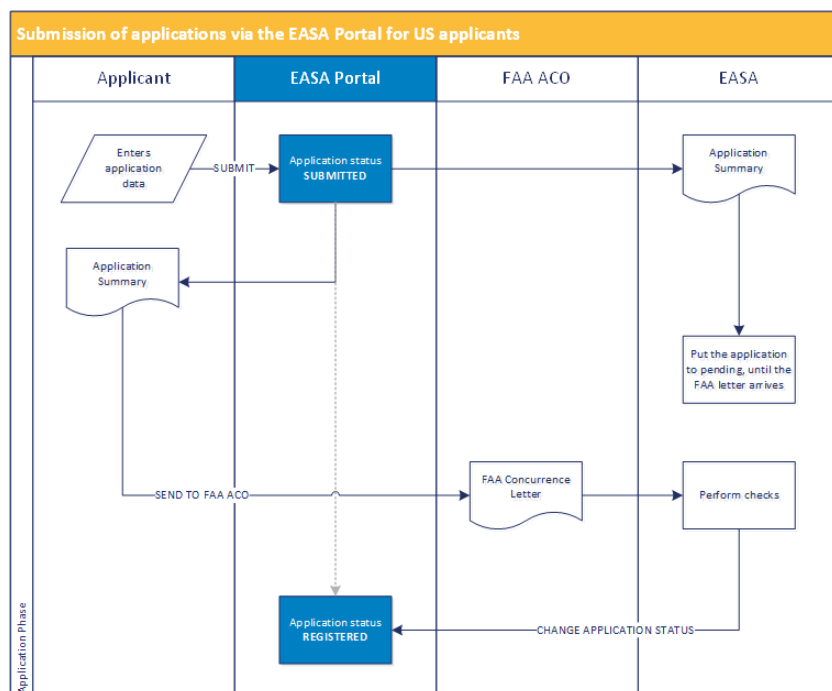 Submission of applications via the EASA Portal for US applicants
Applicant
EASA Portal
FAA ACO
EASA
Enters
application
data
SUBMIT
Application status
SUBMITTED
Application
Summary
Application
Summary
Put the application
to pending, until the
FAA letter arrives
SEND TO FAA ACO
FAA Concurrence
Letter
Perform checks
Application status
REGISTERED
CHANGE APPLICATION STATUS
Application Phase